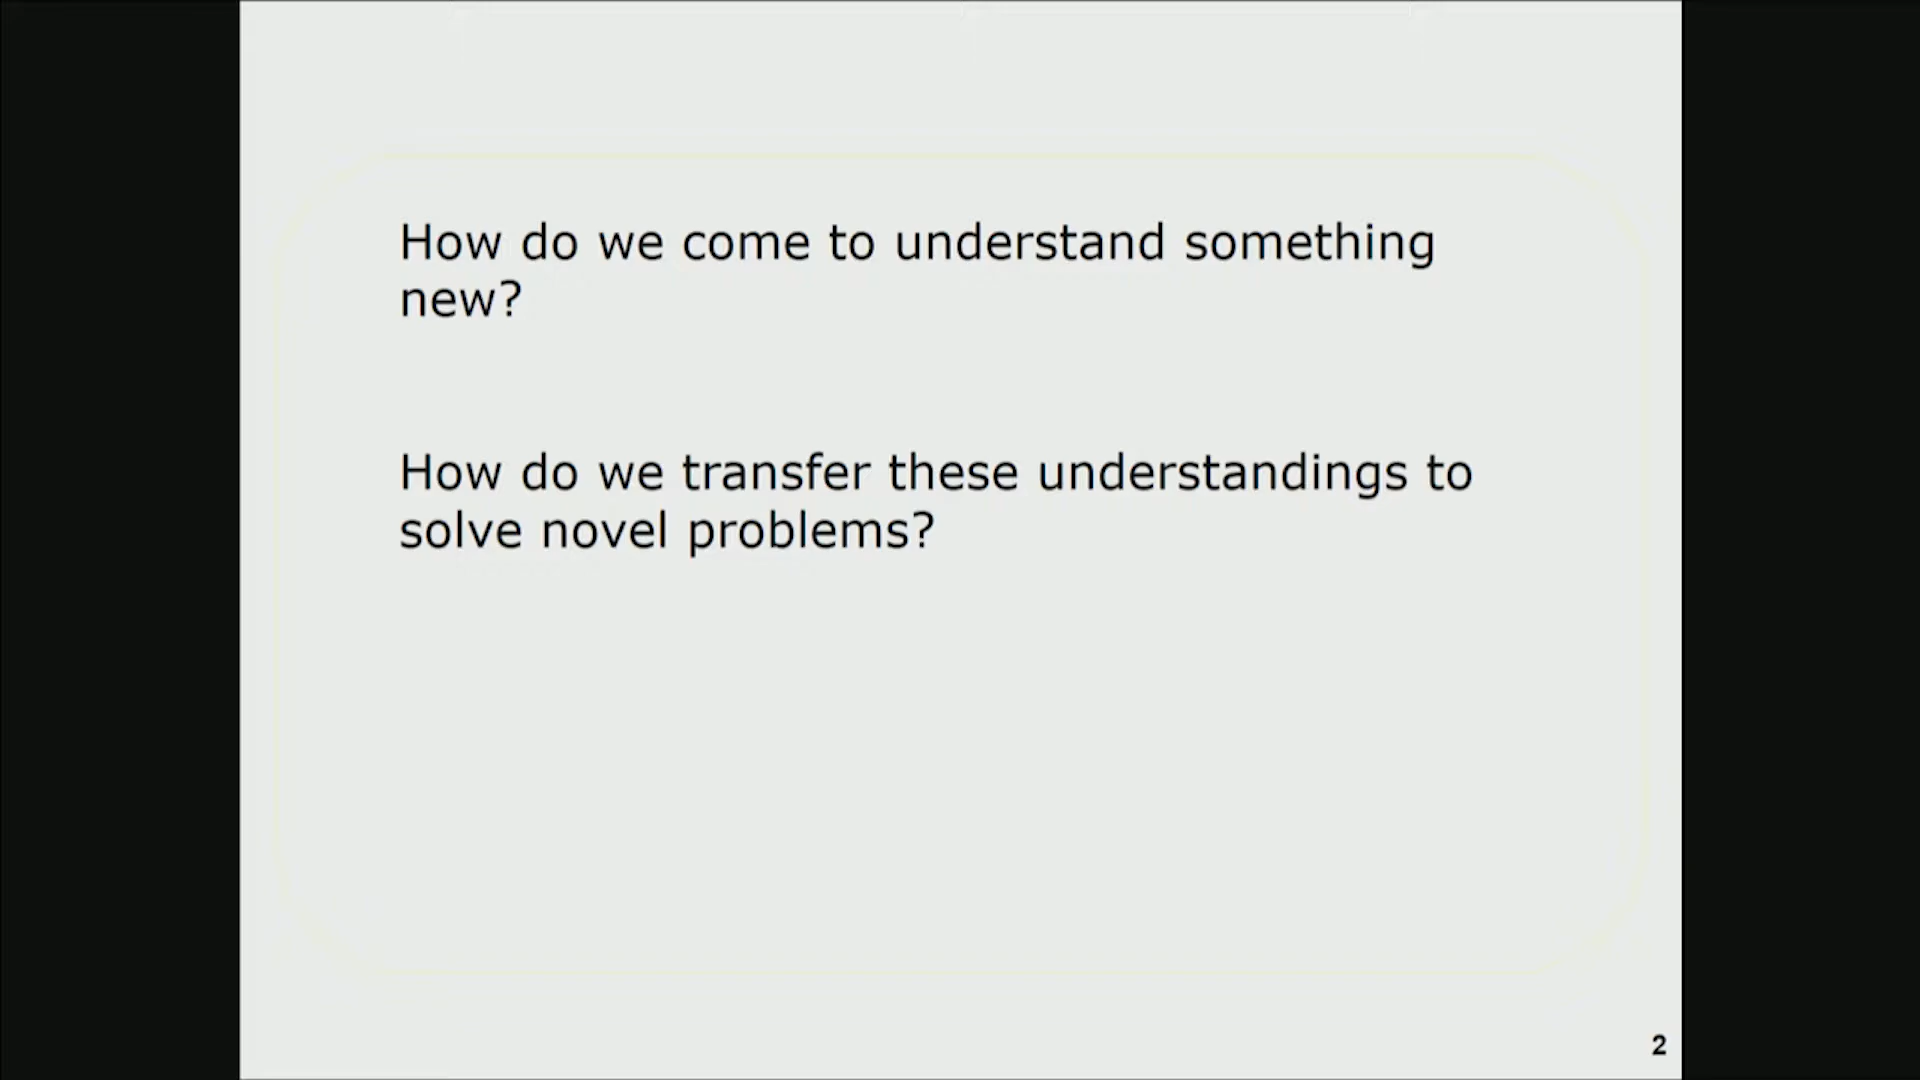 How do we come to understand something
new?
How do we transfer these understandings to
solve novel problems?
2